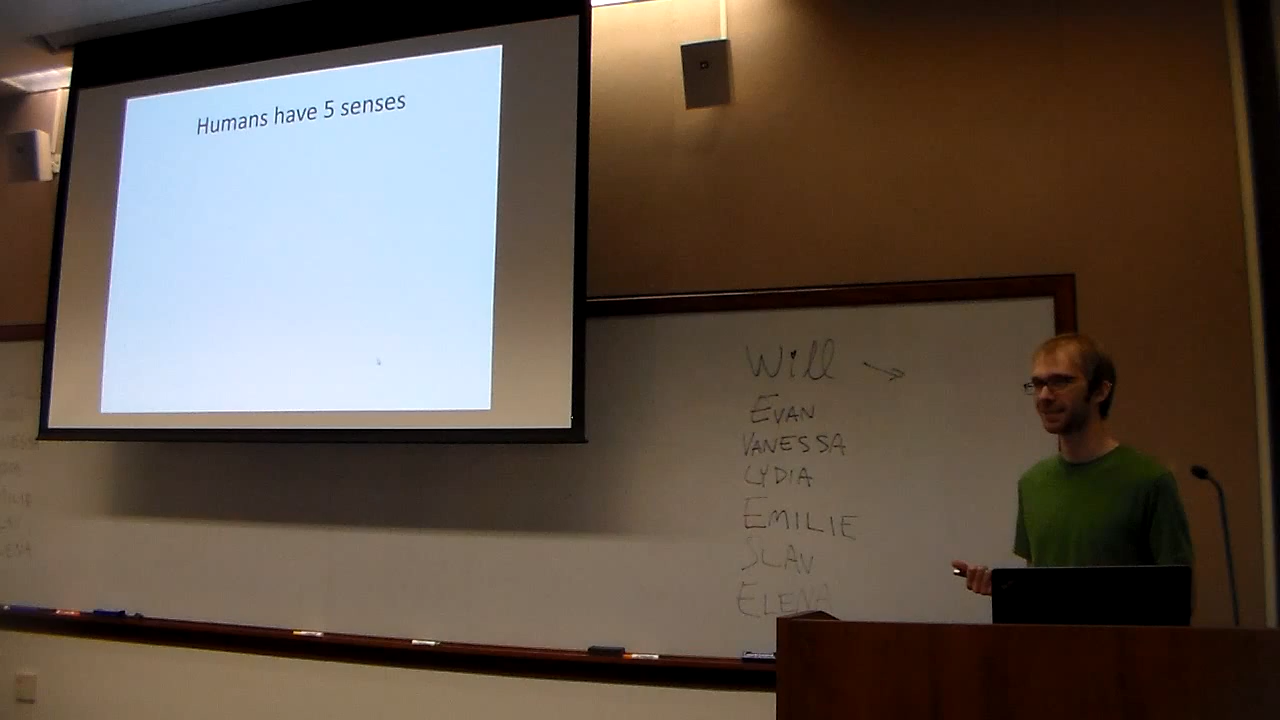 Humans have 5 senses
Will →
EVAN
VANESSA
LYDIA
EMILIE
SLAV
ELENA